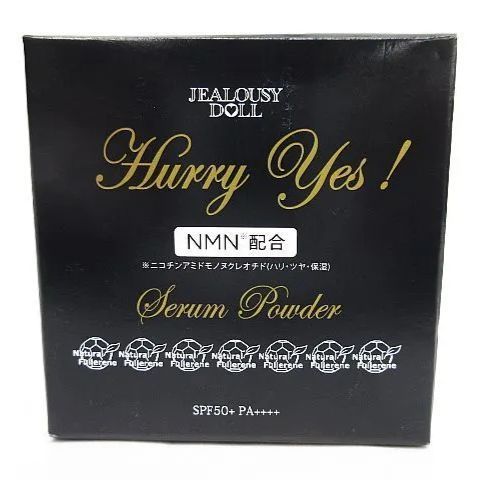 JEALOUSY
DOLL
Hurry Yes!
NMN※配合
※ニコチンアミドモノヌクレオチド(ハリ・ツヤ・保湿)
Serum Powder
Natural Fullerene Natural Fullerene Natural Fullerene Natural Fullerene Natural Fullerene Natural Fullerene Natural Fullerene
SPF50+ PA++++